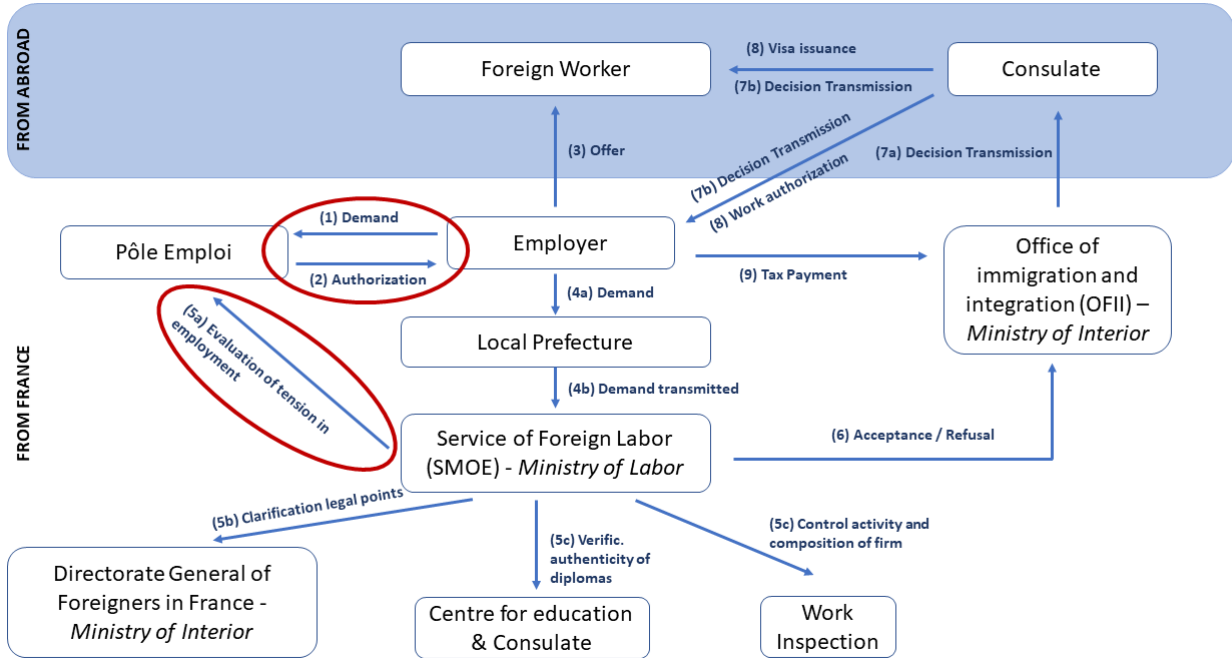 FROM ABROAD
Foreign Worker
(8) Visa issuance
(7b) Decision Transmission
Consulate
(3) Offer
(7b) Decision Transmission
(8) Work authorization
(7a) Decision Transmission
FROM FRANCE
Pôle Emploi
(1) Demand
(2) Authorization
Employer
(9) Tax Payment
Office of
immigration and
integration (OFII) –
Ministry of Interior
(4a) Demand
Local Prefecture
(4b) Demand transmitted
(5a) Evaluation of tension in
employment
Service of Foreign Labor
(SMOE) - Ministry of Labor
(6) Acceptance / Refusal
(5b) Clarification legal points
(5c) Verific.
authenticity of
diplomas
(5c) Control activity and
composition of firm
Directorate General of
Foreigners in France -
Ministry of Interior
Centre for education
& Consulate
Work
Inspection